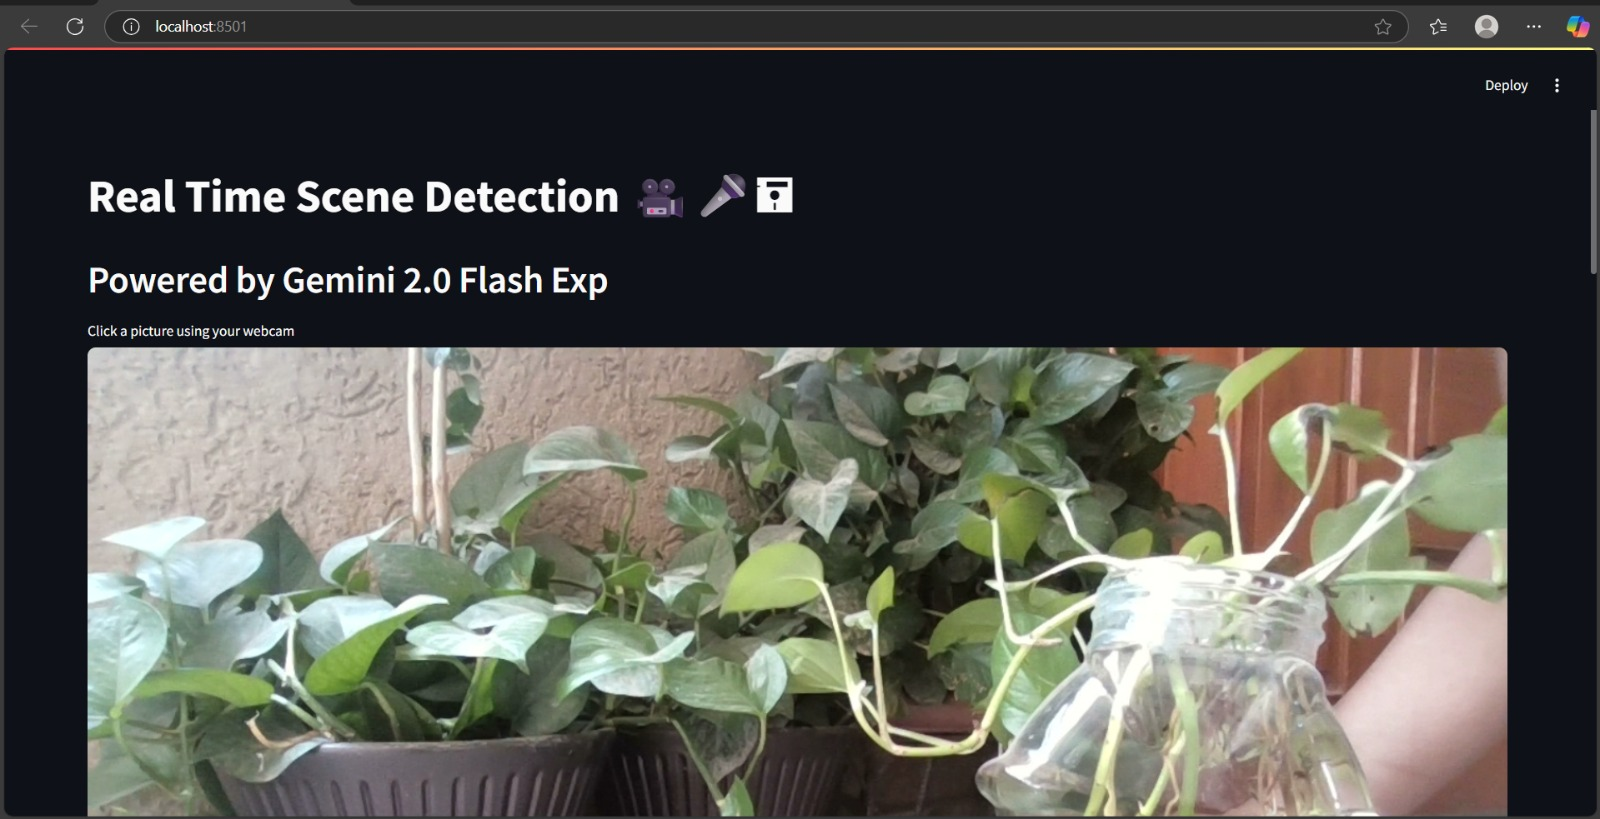 localhost:8501
Deploy
Real Time Scene Detection
Powered by Gemini 2.0 Flash Exp
Click a picture using your webcam